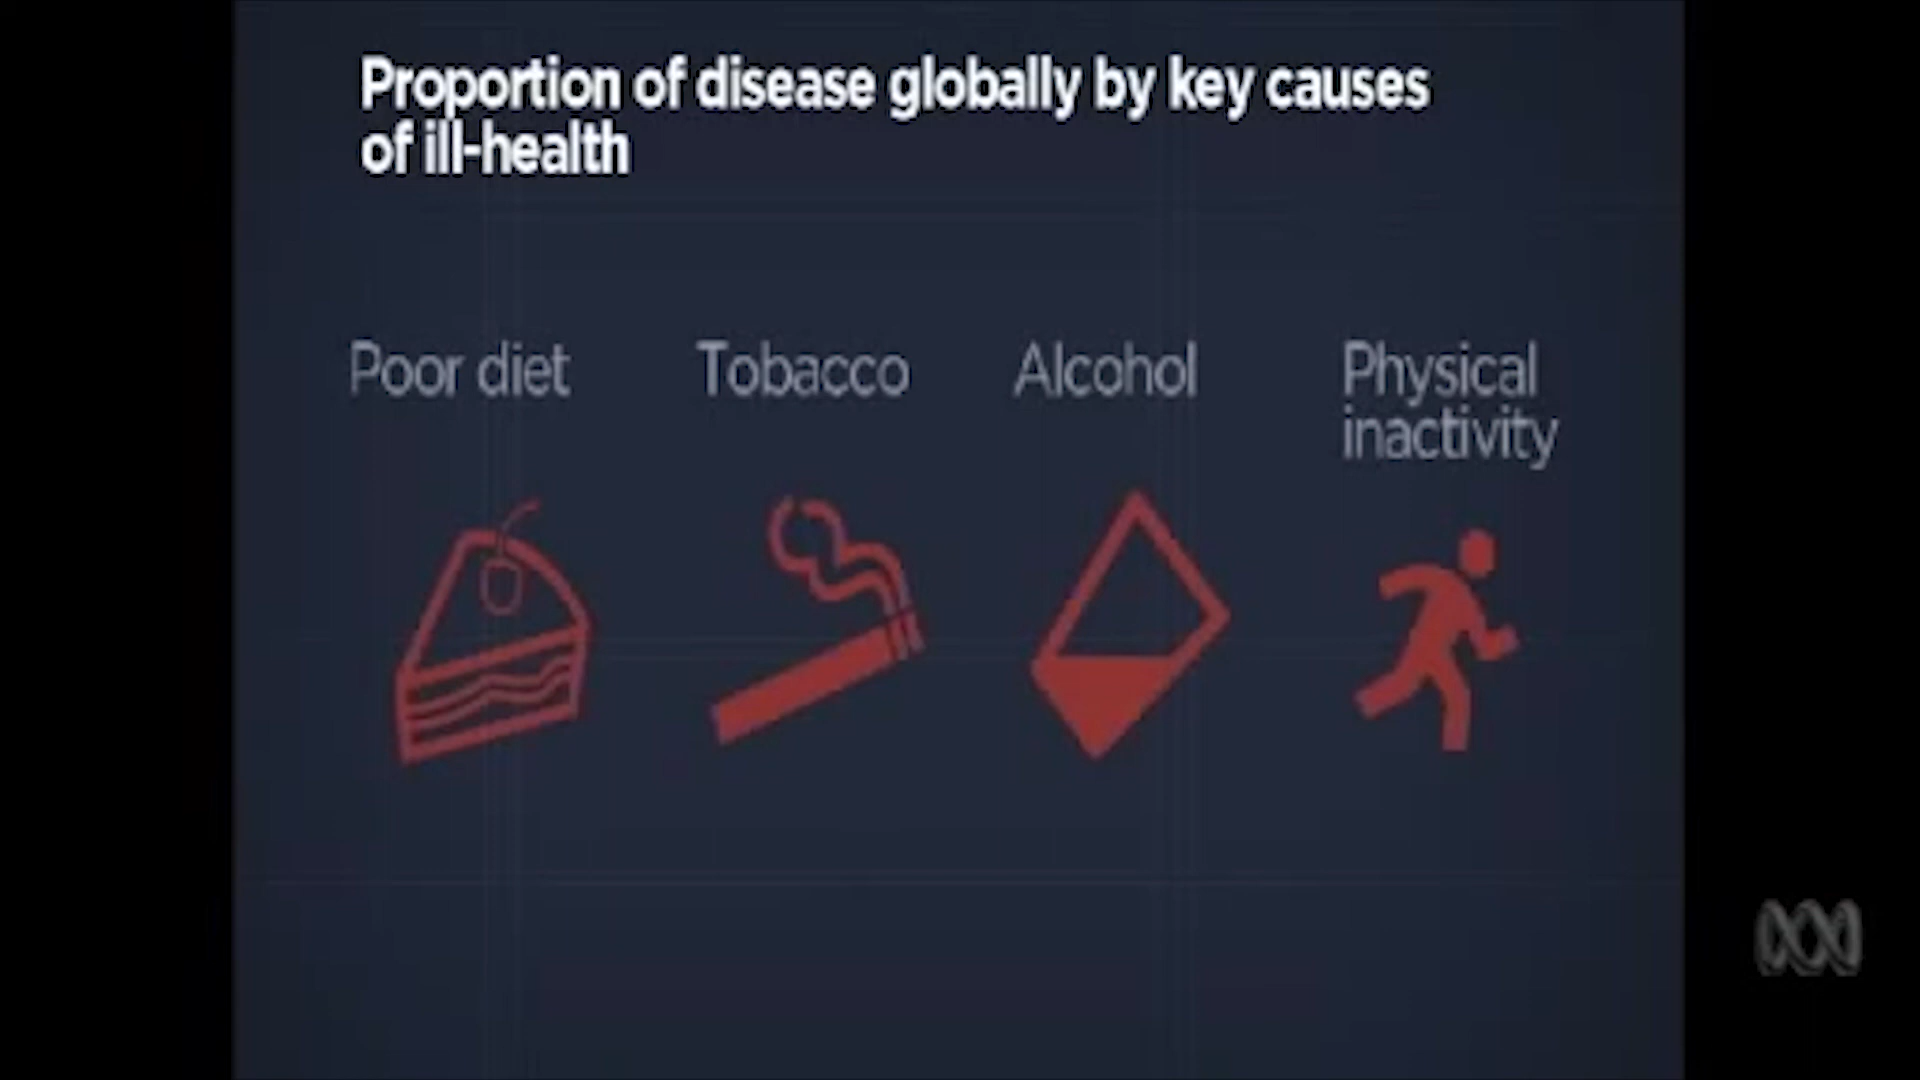 Proportion of disease globally by key causes
of ill-health
Poor diet
Tobacco
Alcohol
Physical
inactivity